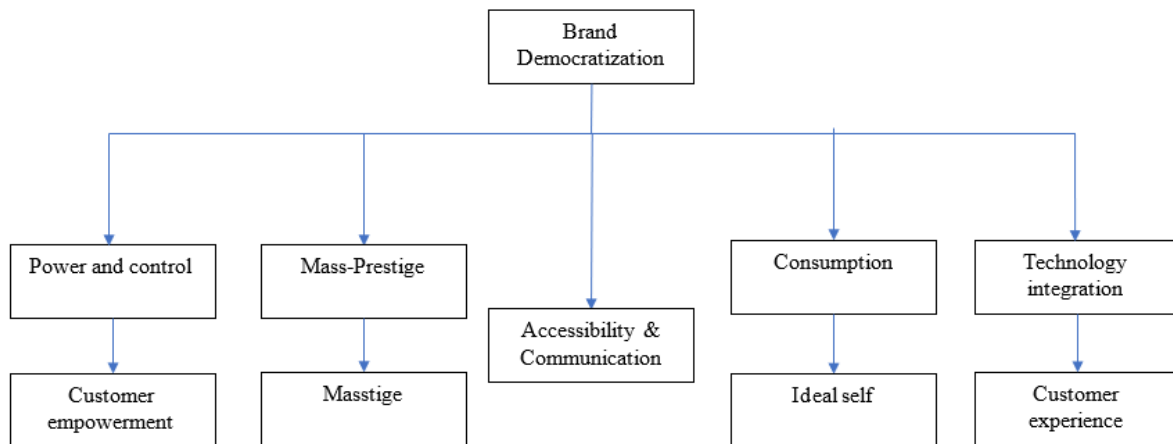 Brand
Democratization
Power and control
Mass-Prestige
Consumption
Technology
integration
Accessibility &
Communication
Customer
empowerment
Masstige
Ideal self
Customer
experience